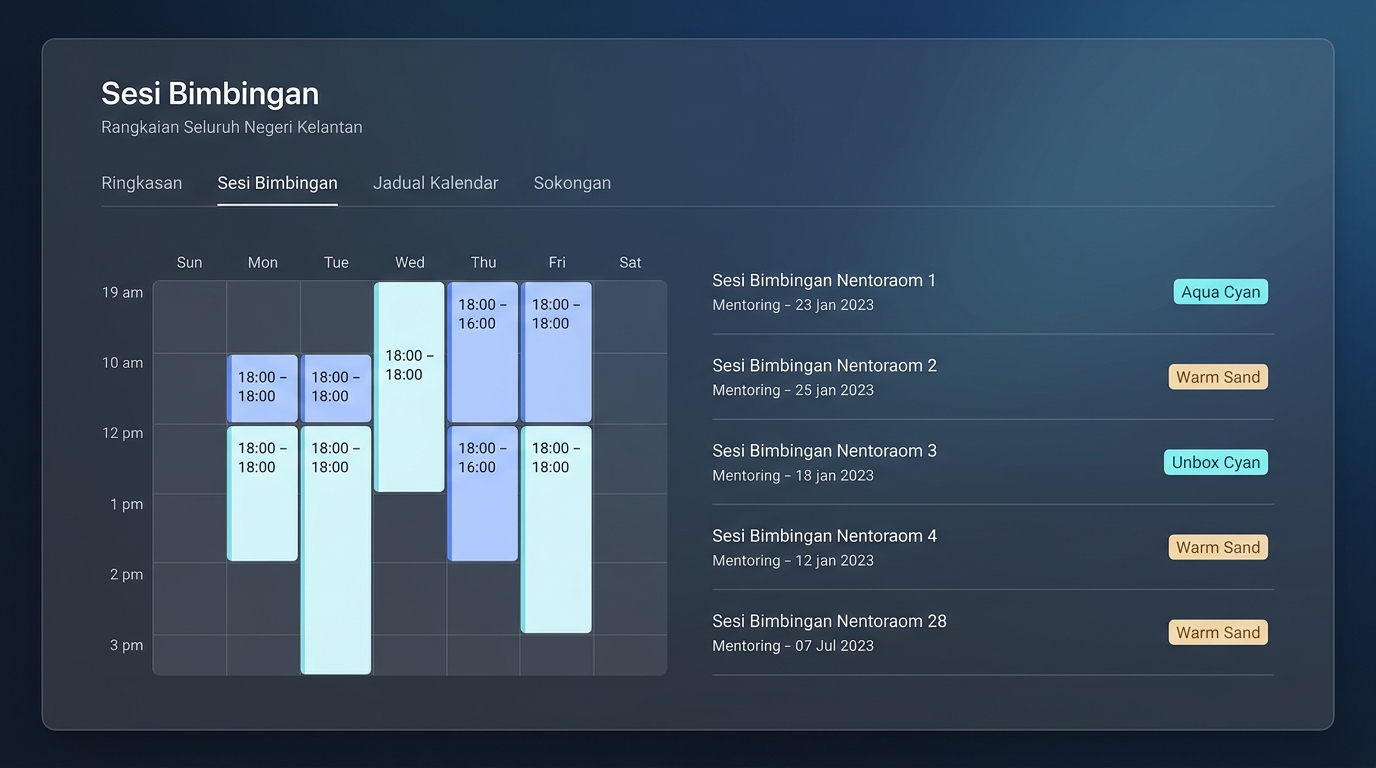 Sesi Bimbingan
Rangkaian Seluruh Negeri Kelantan
Ringkasan
Sesi Bimbingan
Jadual Kalendar
Sokongan
Sun Mon Tue Wed Thu Fri Sat
19 am
10 am
12 pm
1 pm
2 pm
3 pm
18:00 –
18:00
18:00 –
18:00
18:00 –
18:00
18:00 –
18:00
18:00 –
18:00
18:00 –
16:00
18:00 –
16:00
18:00 –
18:00
18:00 –
18:00
Sesi Bimbingan Nentoraom 1
Mentoring – 23 jan 2023
Aqua Cyan
Sesi Bimbingan Nentoraom 2
Mentoring – 25 jan 2023
Warm Sand
Sesi Bimbingan Nentoraom 3
Mentoring – 18 jan 2023
Unbox Cyan
Sesi Bimbingan Nentoraom 4
Mentoring – 12 jan 2023
Warm Sand
Sesi Bimbingan Nentoraom 28
Mentoring – 07 Jul 2023
Warm Sand